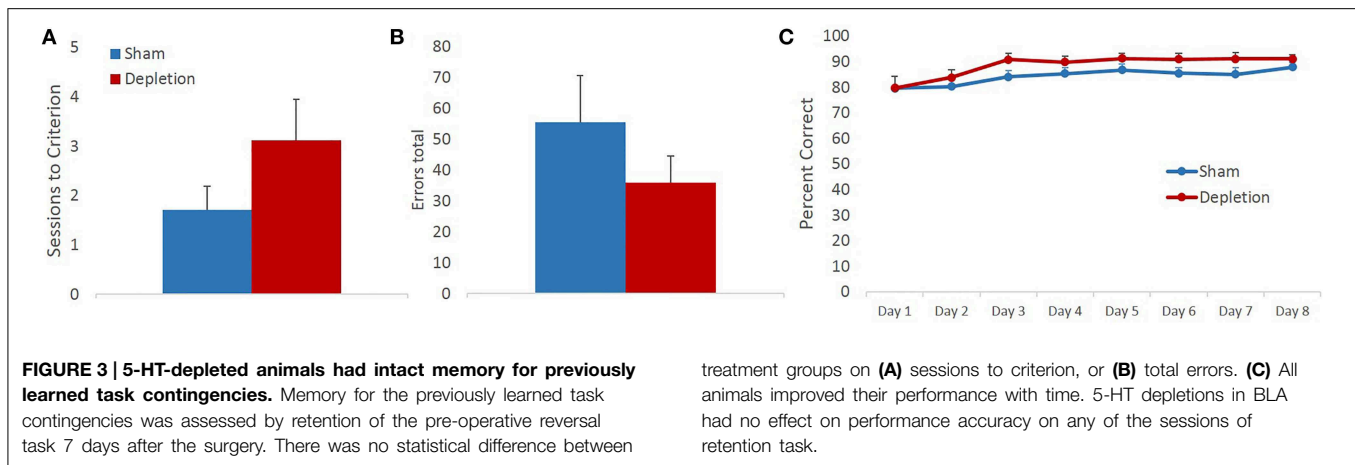 A
Sessions to Criterion
5
4
3
2
1
0
Sham
Depletion
B
Errors total
80
70
60
50
40
30
20
10
0
C
Percent Correct
100
90
80
70
60
50
40
30
20
10
0
Sham
Depletion
Day 1 Day 2 Day 3 Day 4 Day 5 Day 6 Day 7 Day 8
FIGURE 3 | 5-HT-depleted animals had intact memory for previously
learned task contingencies. Memory for the previously learned task
contingencies was assessed by retention of the pre-operative reversal
task 7 days after the surgery. There was no statistical difference between
treatment groups on (A) sessions to criterion, or (B) total errors. (C) All
animals improved their performance with time. 5-HT depletions in BLA
had no effect on performance accuracy on any of the sessions of
retention task.